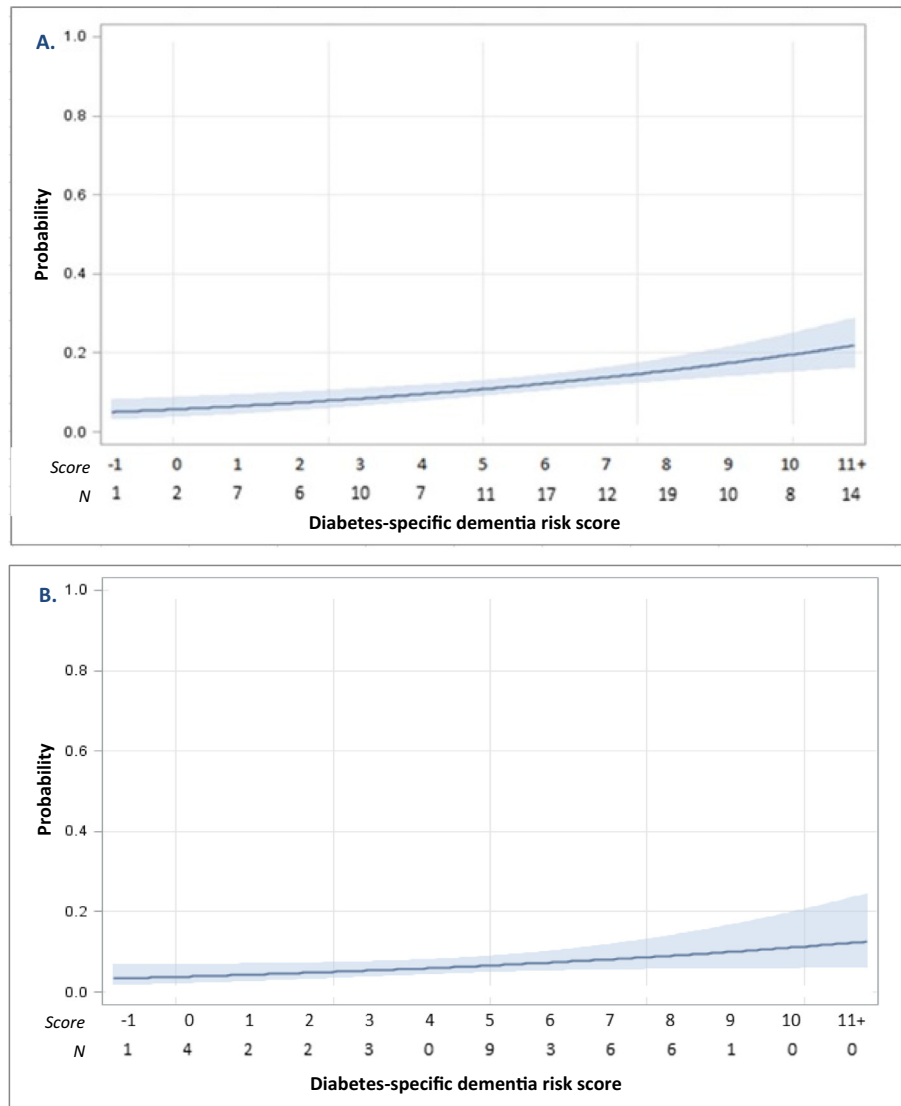 A.
1.0
0.8
0.6
0.4
0.2
0.0
Probability
Score -1 0 1 2 3 4 5 6 7 8 9 10 11+
N 1 2 7 6 10 7 11 17 12 19 10 8 14
Diabetes-specific dementia risk score
B.
1.0
0.8
0.6
0.4
0.2
0.0
Probability
Score -1 0 1 2 3 4 5 6 7 8 9 10 11+
N 1 4 2 2 3 0 9 3 6 6 1 0 0
Diabetes-specific dementia risk score